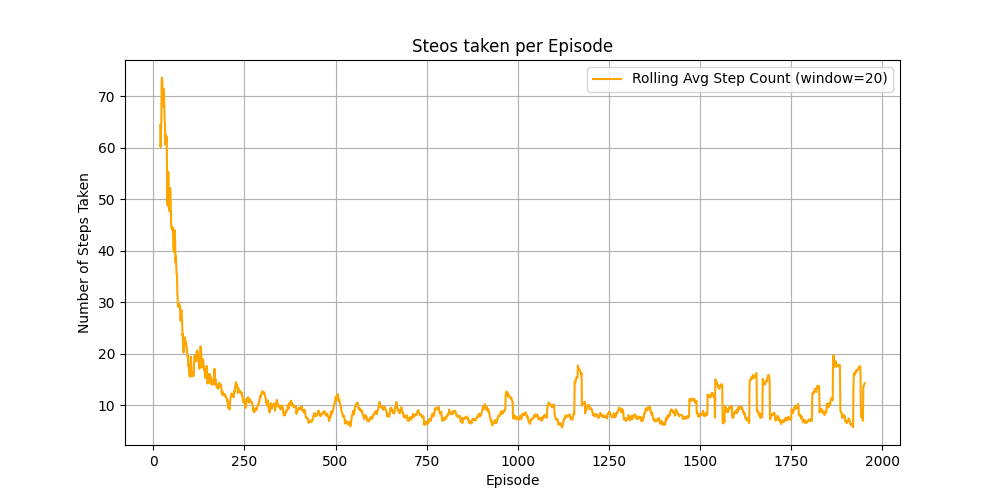 Steos taken per Episode
Rolling Avg Step Count (window=20)
Number of Steps Taken
70
60
50
40
30
20
10
0 250 500 750 1000 1250 1500 1750 2000
Episode